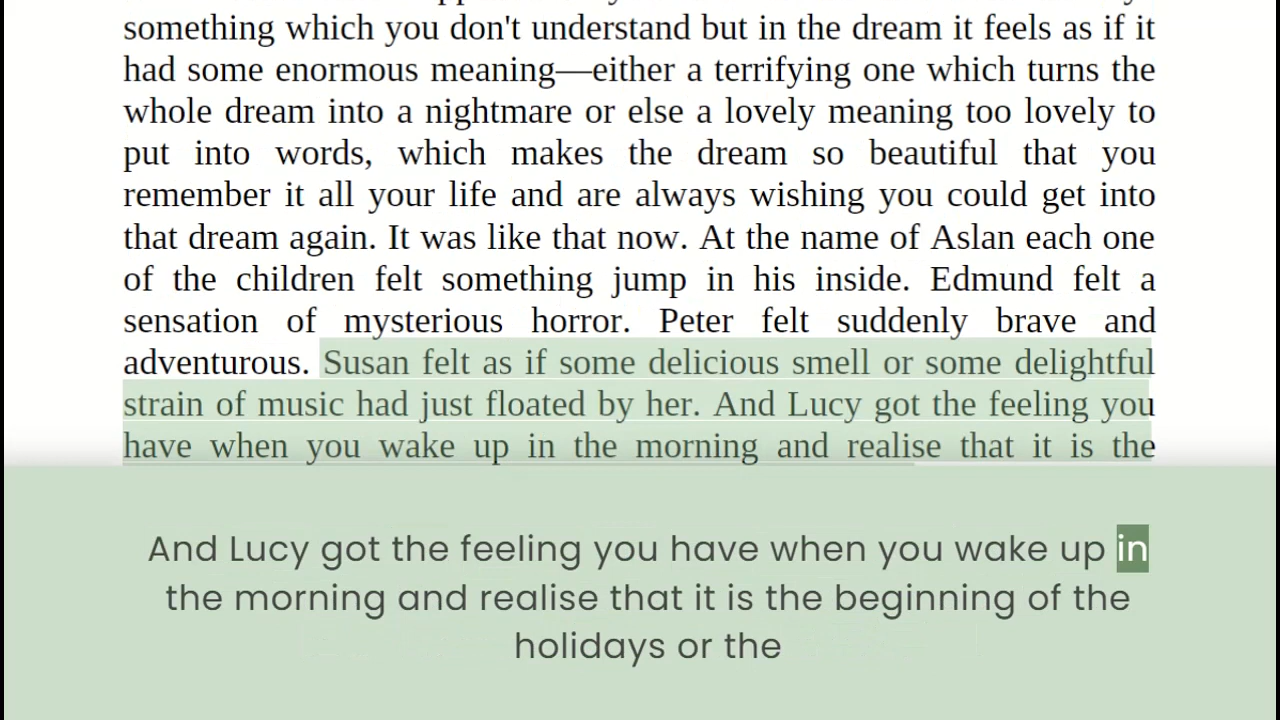 something which you don't understand but in the dream it feels as if it
had some enormous meaning—either a terrifying one which turns the
whole dream into a nightmare or else a lovely meaning too lovely to
put into words, which makes the dream so beautiful that you
remember it all your life and are always wishing you could get into
that dream again. It was like that now. At the name of Aslan each one
of the children felt something jump in his inside. Edmund felt a
sensation of mysterious horror. Peter felt suddenly brave and
adventurous. Susan felt as if some delicious smell or some delightful
strain of music had just floated by her. And Lucy got the feeling you
have when you wake up in the morning and realise that it is the
And Lucy got the feeling you have when you wake up in
the morning and realise that it is the beginning of the
holidays or the